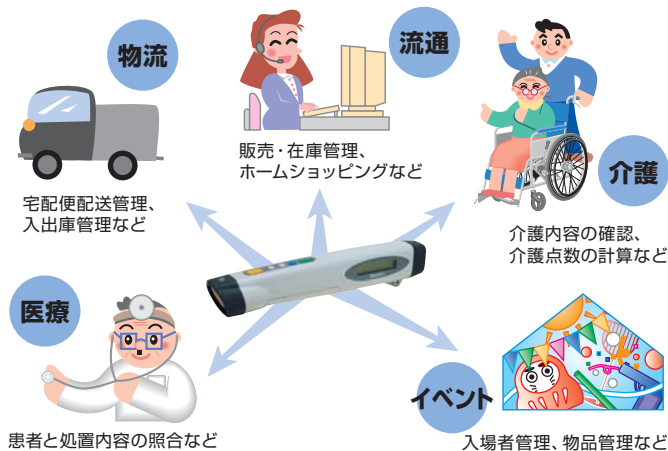 物流
宅配便配送管理、
入出庫管理など
流通
販売・在庫管理、
ホームショッピングなど
介護
介護内容の確認、
介護点数の計算など
医療
患者と処置内容の照合など
イベント
入場者管理、物品管理など